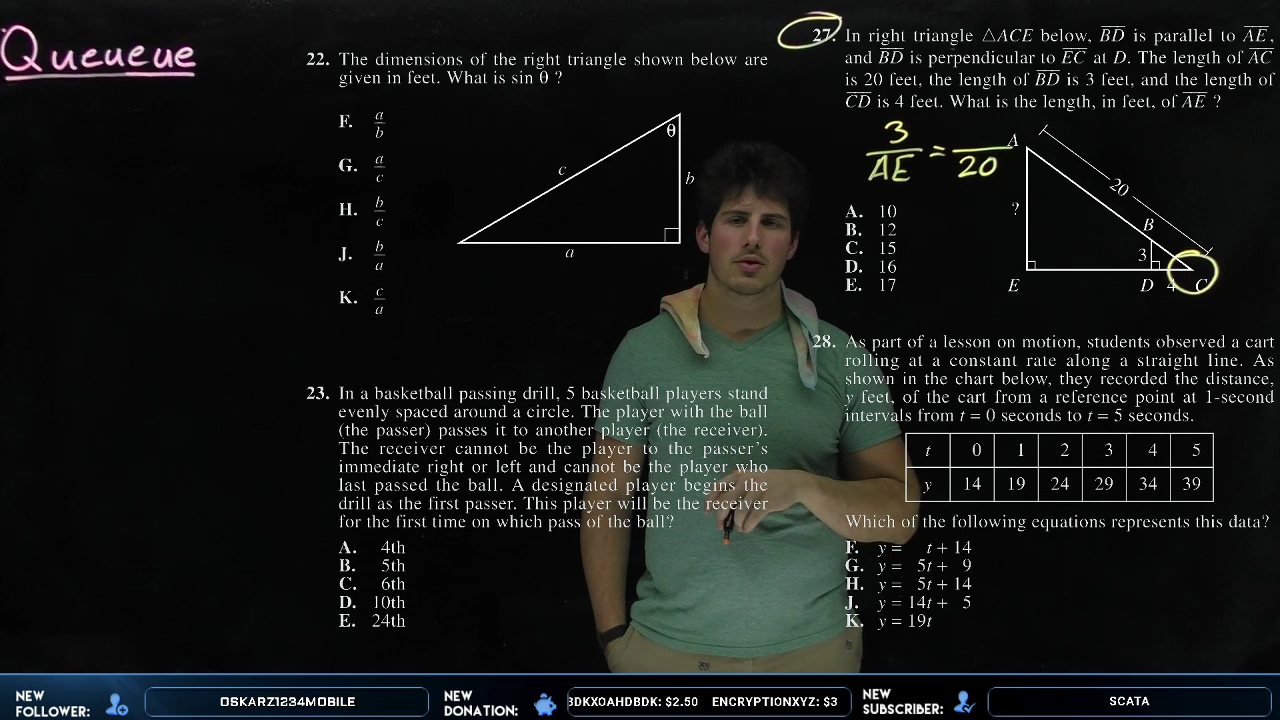 Queueue
22. The dimensions of the right triangle shown below are
given in feet. What is sin θ ?
F. a/b
G. a/c
H. b/c
J. b/a
K. c/a
θ
c
b
a
23. In a basketball passing drill, 5 basketball players stand
evenly spaced around a circle. The player with the ball
(the passer) passes it to another player (the receiver).
The receiver cannot be the player to the passer's
immediate right or left and cannot be the player who
last passed the ball. A designated player begins the
drill as the first passer. This player will be the receiver
for the first time on which pass of the ball?
A. 4th
B. 5th
C. 6th
D. 10th
E. 24th
27. In right triangle △ACE below, BD is parallel to AE,
and BD is perpendicular to EC at D. The length of AC
is 20 feet, the length of BD is 3 feet, and the length of
CD is 4 feet. What is the length, in feet, of AE ?
3/AE = /20
A. 10
B. 12
C. 15
D. 16
E. 17
A
20
?
B
3
E D 4 C
28. As part of a lesson on motion, students observed a cart
rolling at a constant rate along a straight line. As
shown in the chart below, they recorded the distance,
y feet, of the cart from a reference point at 1-second
intervals from t = 0 seconds to t = 5 seconds.
t 0 1 2 3 4 5
y 14 19 24 29 34 39
Which of the following equations represents this data?
F. y = t + 14
G. y = 5t + 9
H. y = 5t + 14
J. y = 14t + 5
K. y = 19t
NEW FOLLOWER: OSKARZ1234MOBILE
NEW DONATION: 3DKXOAHDBDK: $2.50 ENCRYPTIONXYZ: $3
NEW SUBSCRIBER: SCATA